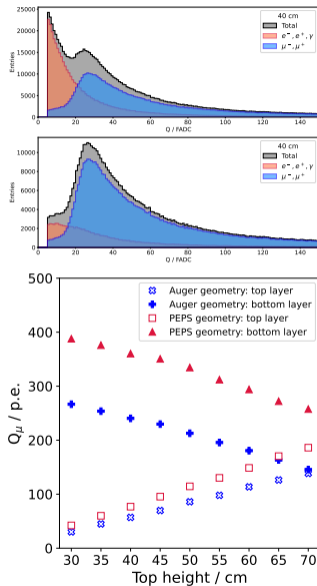 25000
20000
15000
10000
5000
0
Entries
0 20 40 60 80 100 120 140
Q / FADC
40 cm
Total
e⁻, e⁺, γ
μ⁻, μ⁺
10000
8000
6000
4000
2000
0
Entries
0 20 40 60 80 100 120 140
Q / FADC
40 cm
Total
e⁻, e⁺, γ
μ⁻, μ⁺
500
400
300
200
100
0
Qμ / p.e.
Auger geometry: top layer
Auger geometry: bottom layer
PEPS geometry: top layer
PEPS geometry: bottom layer
30 35 40 45 50 55 60 65 70
Top height / cm